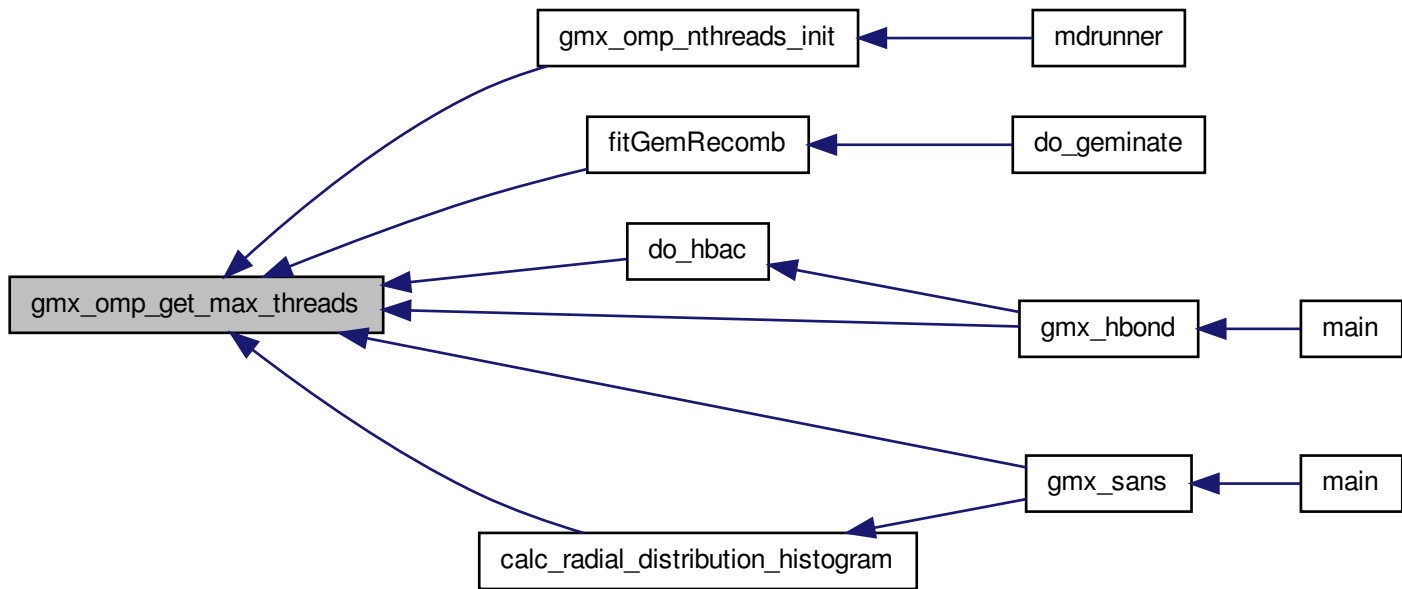 gmx_omp_nthreads_init
mdrunner
fitGemRecomb
do_geminate
do_hbac
gmx_omp_get_max_threads
gmx_hbond
main
gmx_sans
main
calc_radial_distribution_histogram